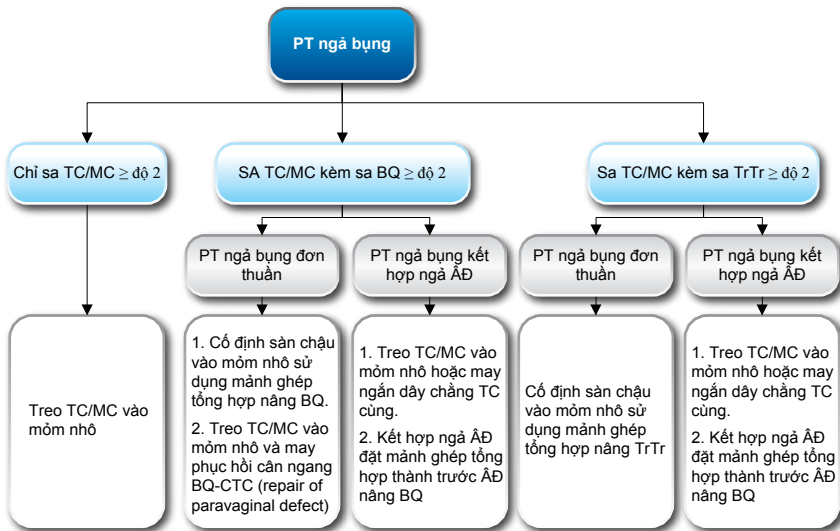 PT ngả bụng
Chỉ sa TC/MC ≥ độ 2
SA TC/MC kèm sa BQ ≥ độ 2
Sa TC/MC kèm sa TrTr ≥ độ 2
PT ngả bụng đơn
thuần
PT ngả bụng kết
hợp ngả ÂĐ
PT ngả bụng đơn
thuần
PT ngả bụng kết
hợp ngả ÂĐ
Treo TC/MC vào
mỏm nhô
1. Cố định sàn chậu
vào mỏm nhô sử
dụng mảnh ghép
tổng hợp nâng BQ.
2. Treo TC/MC vào
mỏm nhô và may
phục hồi cân ngang
BQ-CTC (repair of
paravaginal defect)
1. Treo TC/MC vào
mỏm nhô hoặc may
ngắn dây chằng TC
cùng.
2. Kết hợp ngả ÂĐ
đặt mảnh ghép tổng
hợp thành trước ÂĐ
nâng BQ
Cố định sàn chậu
vào mỏm nhô sử
dụng mảnh ghép
tổng hợp nâng TrTr
1. Treo TC/MC vào
mỏm nhô hoặc may
ngắn dây chằng TC
cùng.
2. Kết hợp ngả ÂĐ
đặt mảnh ghép tổng
hợp thành trước ÂĐ
nâng BQ